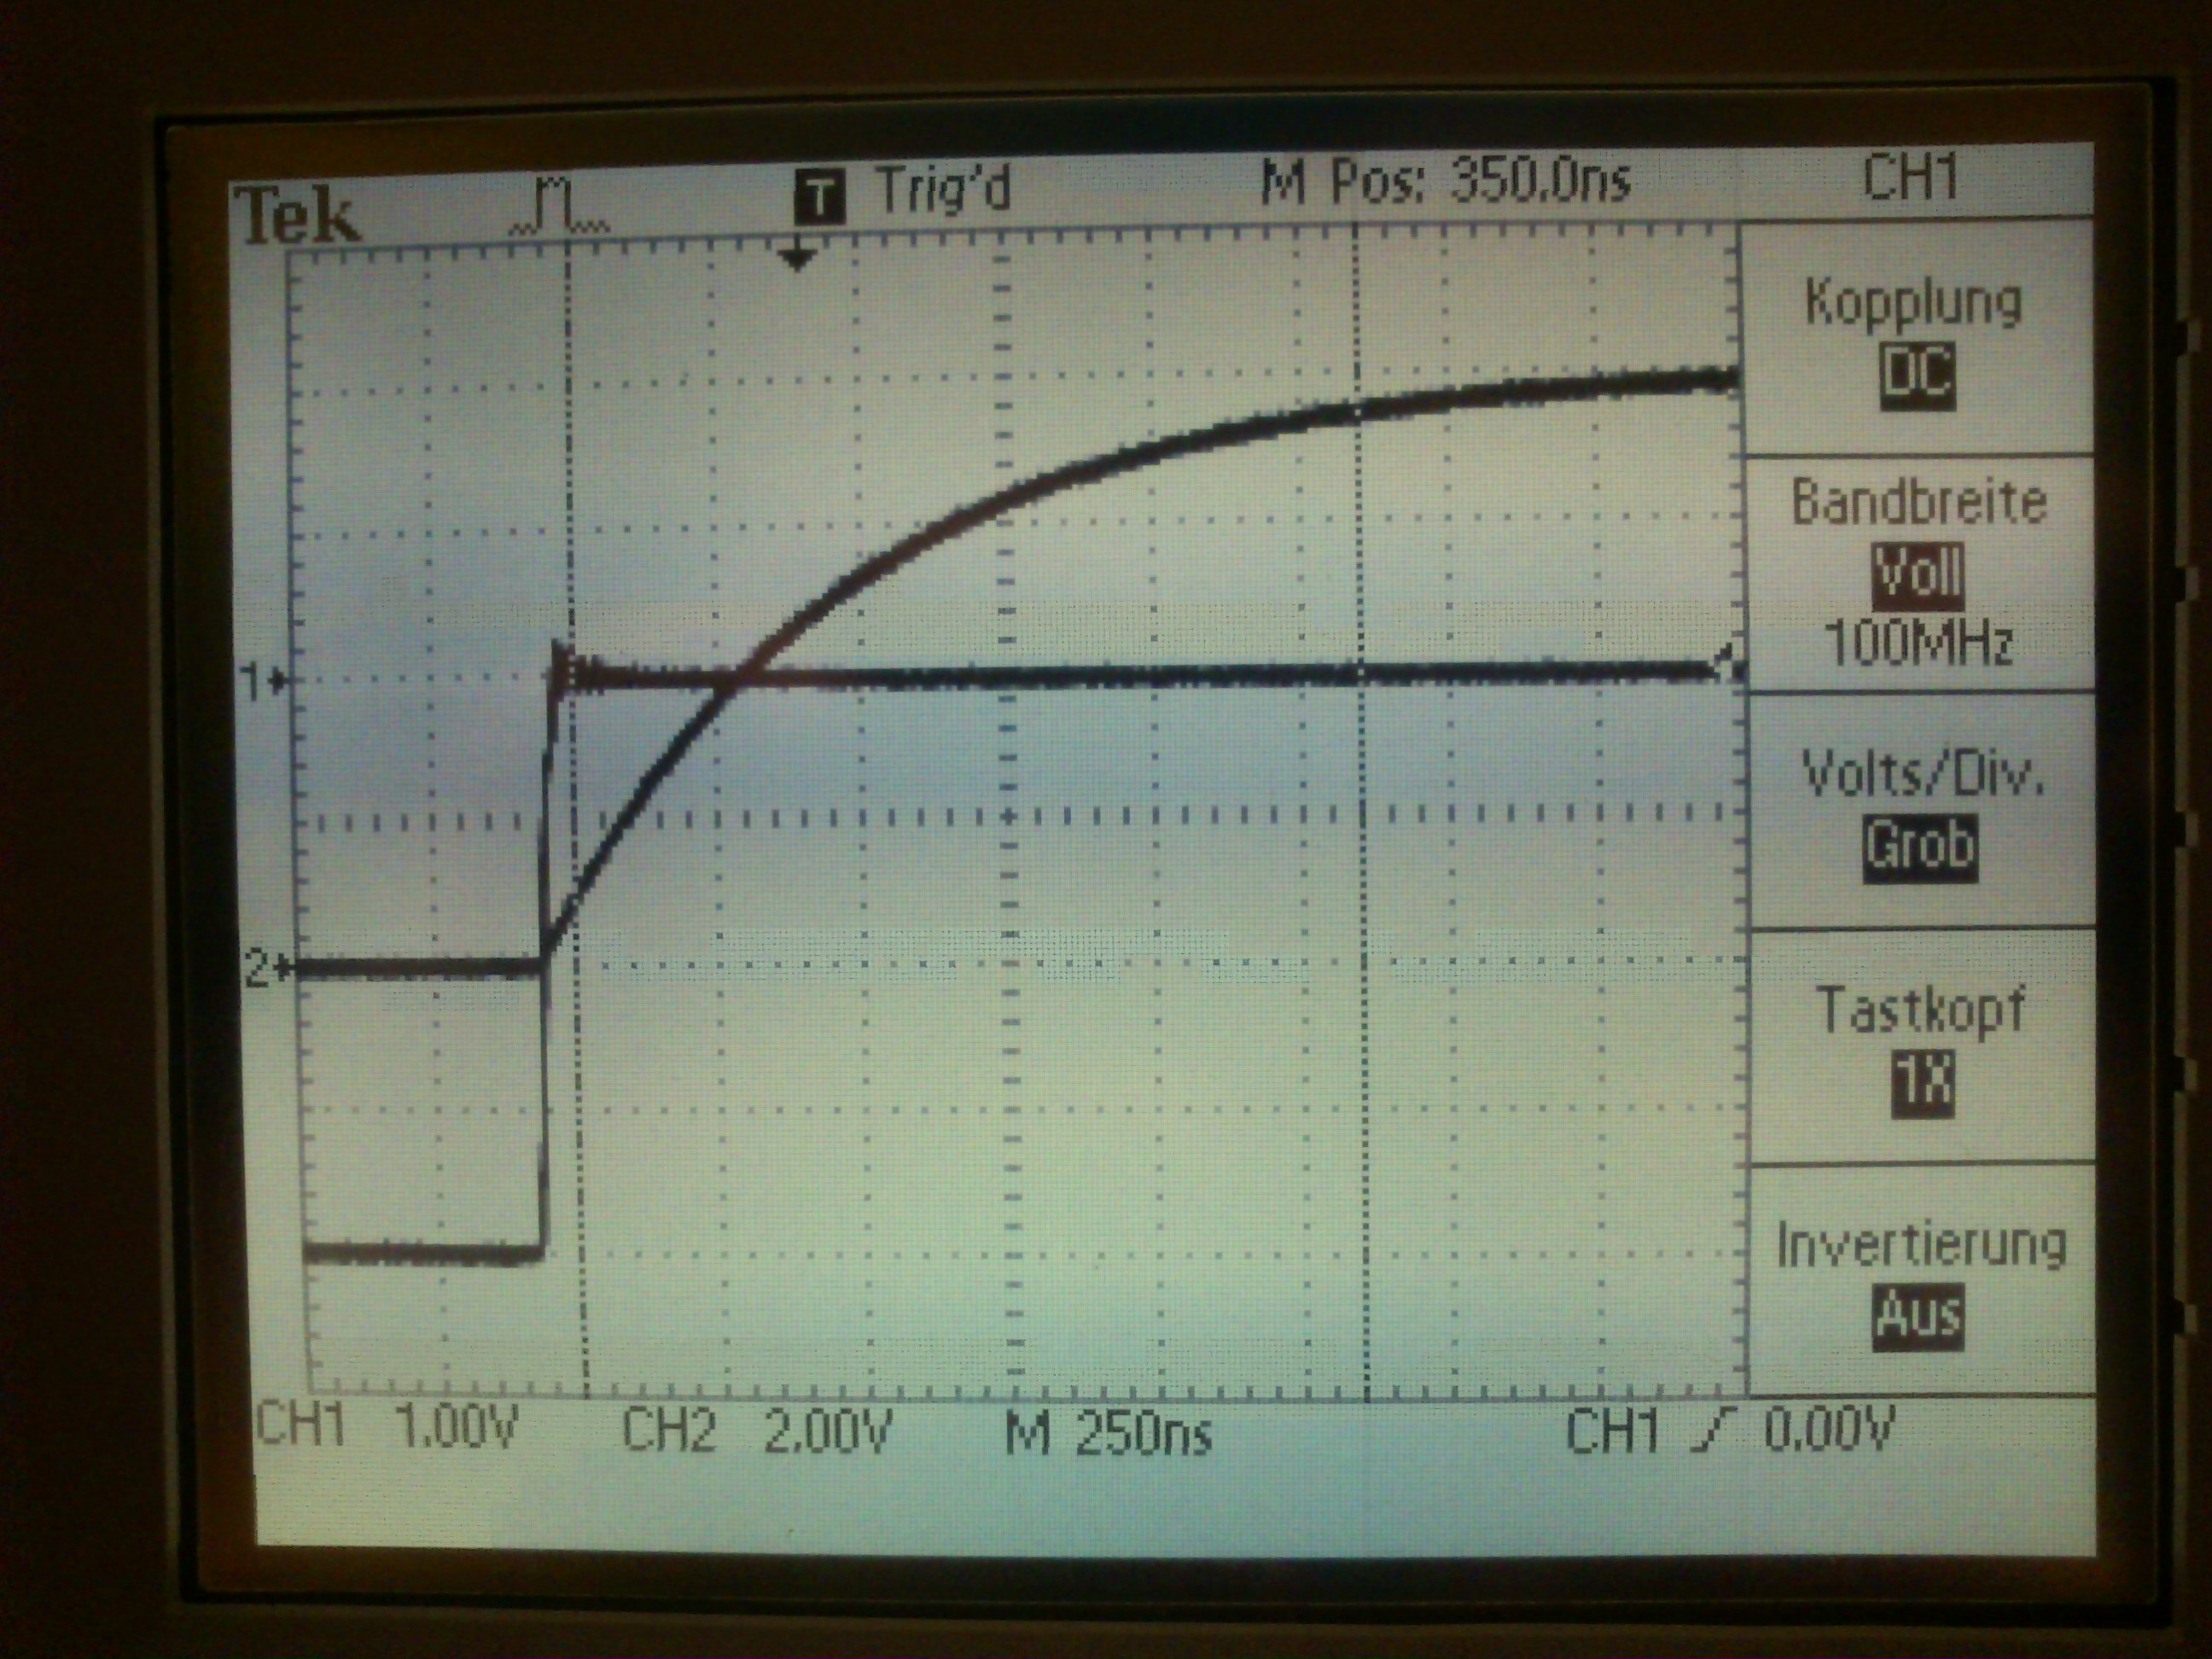 Tek T Trig'd M Pos: 350.0ns CH1
Kopplung
DC
Bandbreite
Voll
100MHz
1
Volts/Div.
Grob
2
Tastkopf
1X
Invertierung
Aus
CH1 1.00V CH2 2.00V M 250ns CH1 0.00V